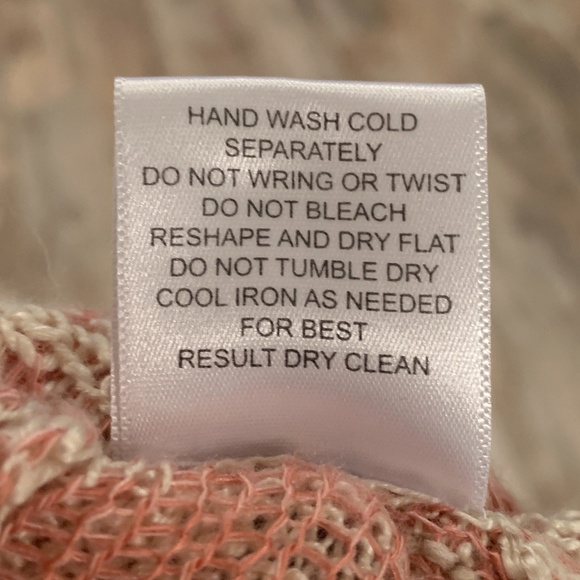 HAND WASH COLD
SEPARATELY
DO NOT WRING OR TWIST
DO NOT BLEACH
RESHAPE AND DRY FLAT
DO NOT TUMBLE DRY
COOL IRON AS NEEDED
FOR BEST
RESULT DRY CLEAN